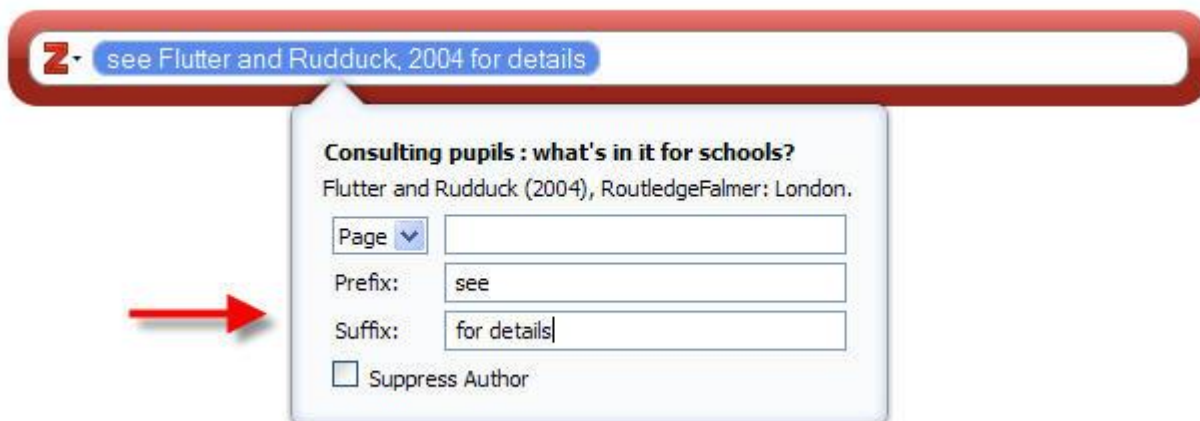 Z see Flutter and Rudduck, 2004 for details
Consulting pupils : what's in it for schools?
Flutter and Rudduck (2004), RoutledgeFalmer: London.
Page
Prefix: see
Suffix: for details
Suppress Author